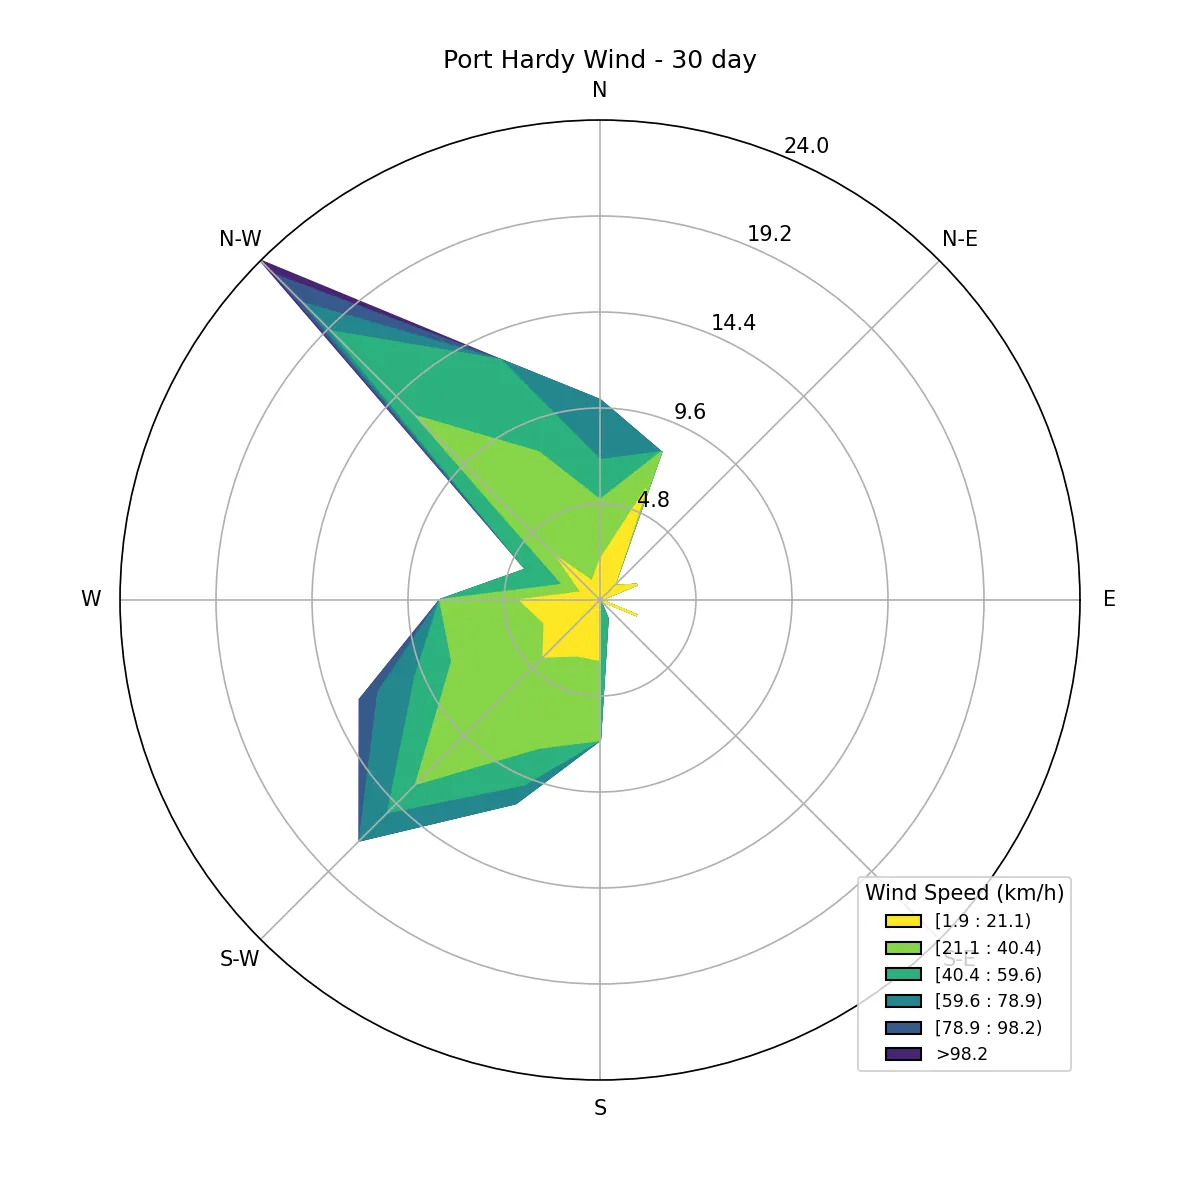 Port Hardy Wind - 30 day
N
24.0
19.2
N-W
N-E
14.4
9.6
4.8
W
E
Wind Speed (km/h)
[1.9 : 21.1)
[21.1 : 40.4)
S-W
S-E
[40.4 : 59.6)
[59.6 : 78.9)
[78.9 : 98.2)
>98.2
S